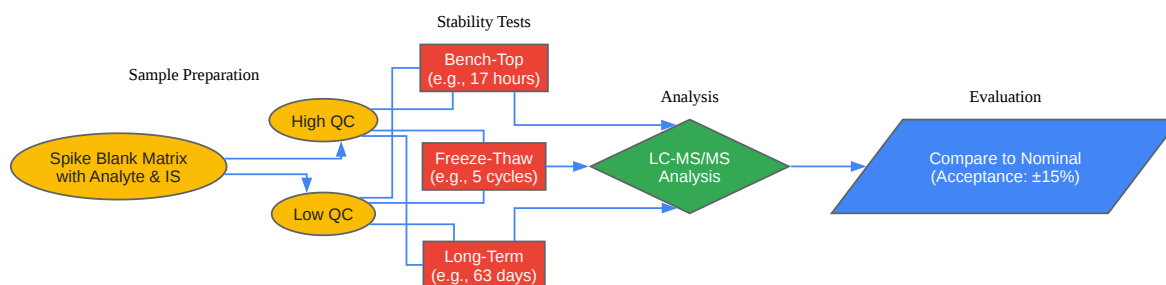 Stability Tests
Sample Preparation
Bench-Top
(e.g., 17 hours)
Analysis
Evaluation
High QC
Spike Blank Matrix
with Analyte & IS
Freeze-Thaw
(e.g., 5 cycles)
LC-MS/MS
Analysis
Compare to Nominal
(Acceptance: ±15%)
Low QC
Long-Term
(e.g., 63 days)